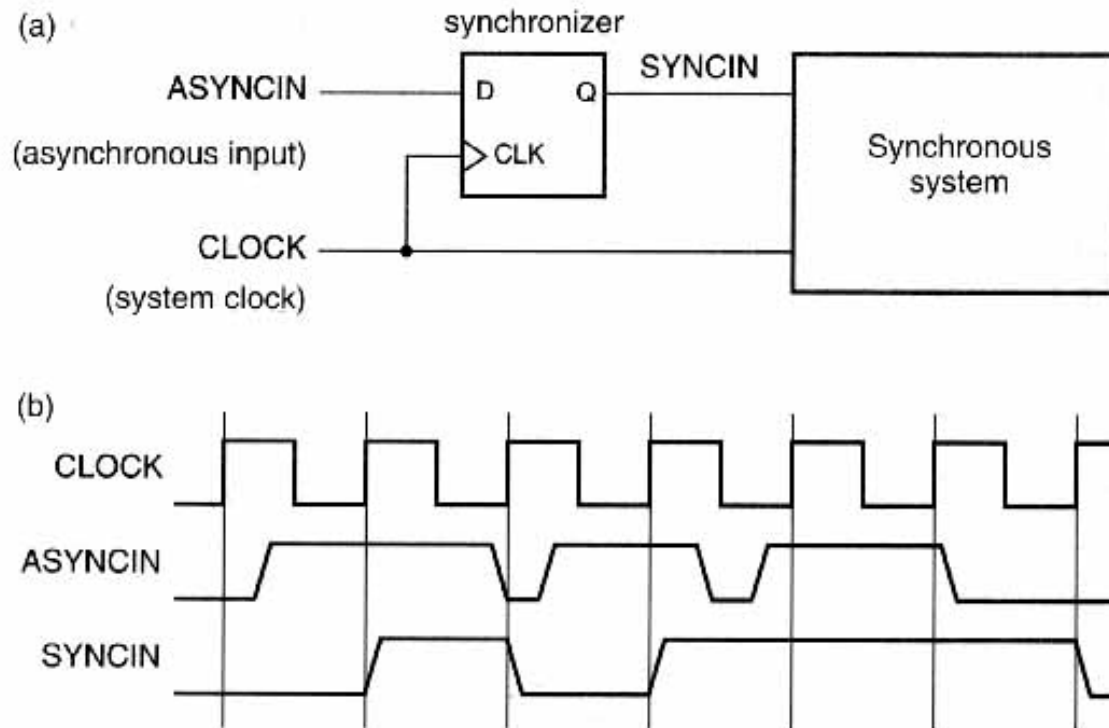 (a)
synchronizer
ASYNCIN
D
Q
SYNCIN
(asynchronous input)
CLK
Synchronous
system
CLOCK
(system clock)
(b)
CLOCK
ASYNCIN
SYNCIN